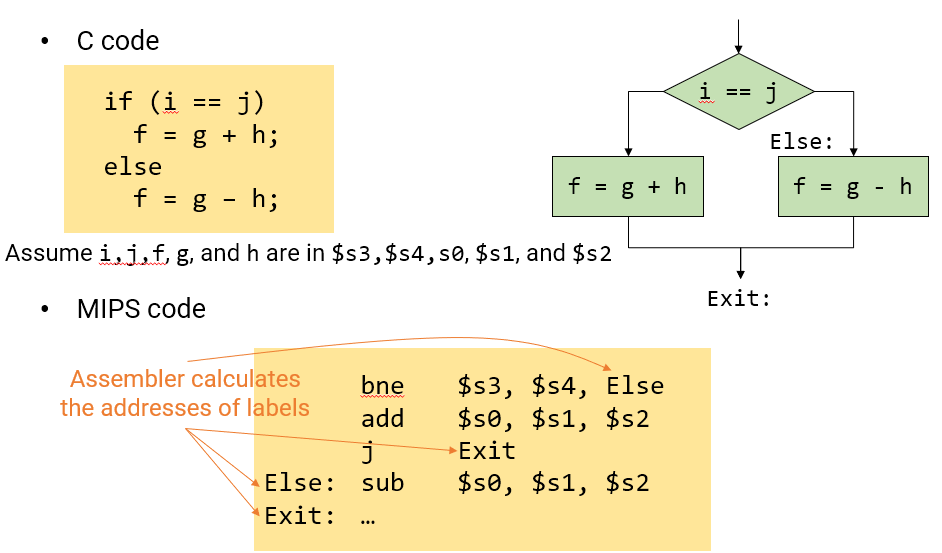 • C code
if (i == j)
f = g + h;
else
f = g – h;
i == j
Else:
f = g + h
f = g - h
Exit:
Assume i,j,f, g, and h are in $s3,$s4,s0, $s1, and $s2
• MIPS code
Assembler calculates
the addresses of labels
bne $s3, $s4, Else
add $s0, $s1, $s2
j Exit
Else: sub $s0, $s1, $s2
Exit: …